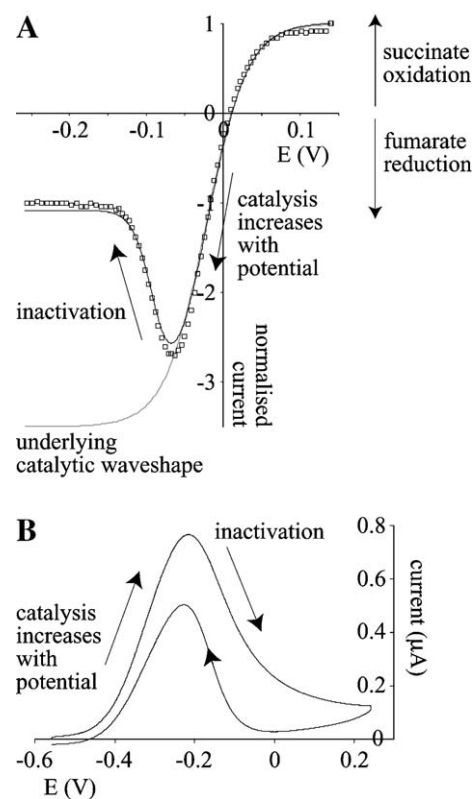 A
1
succinate
oxidation
0
-0.2
-0.1
0
0.1
E (V)
fumarate
reduction
-1
catalysis
increases
with
potential
inactivation
-2
-3
normalised
current
underlying
catalytic waveshape
B
inactivation
0.8
catalysis
increases
with
potential
0.6
0.4
0.2
0
current (μA)
-0.6
-0.4
-0.2
0
0.2
E (V)